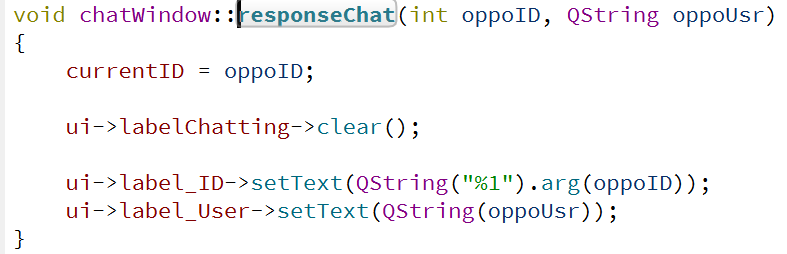 void chatWindow::responseChat(int oppoID, QString oppoUsr)
{
currentID = oppoID;
ui->labelChatting->clear();
ui->label_ID->setText(QString("%1").arg(oppoID));
ui->label_User->setText(QString(oppoUsr));
}